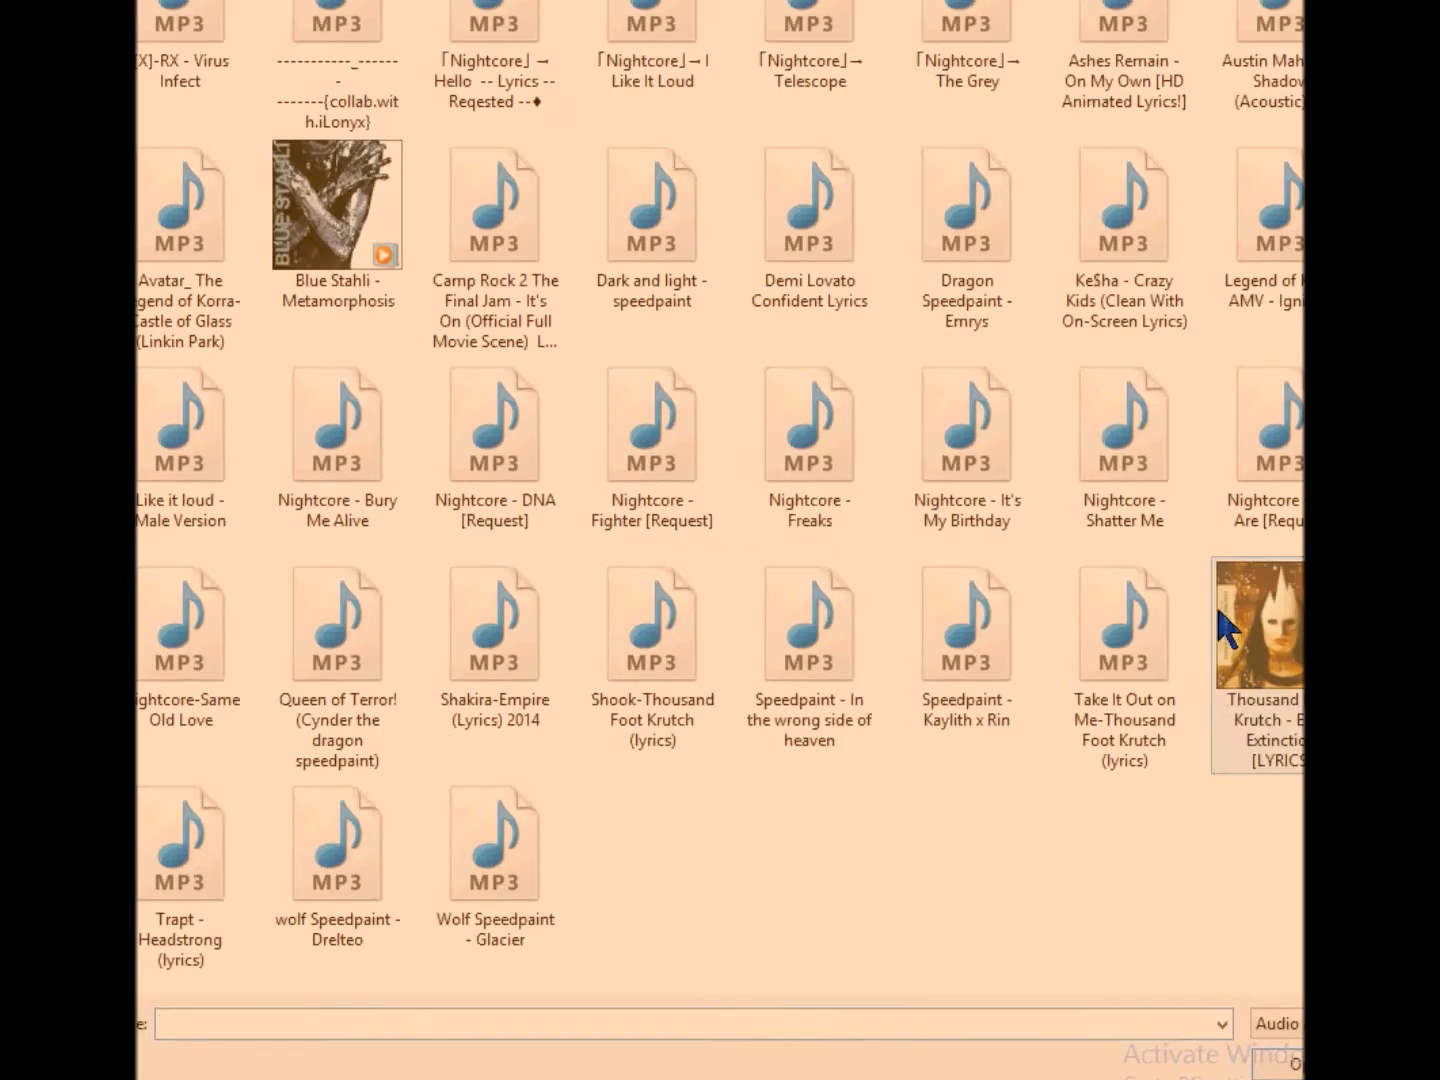 MP3
MP3
MP3
MP3
MP3
MP3
MP3
MP3
[X]-RX - Virus
Infect
-----------_------
-
-------{collab.wit
h.iLonyx}
「Nightcore」→
Hello -- Lyrics --
Reqested --♦
「Nightcore」→ I
Like It Loud
「Nightcore」→
Telescope
「Nightcore」→
The Grey
Ashes Remain -
On My Own [HD
Animated Lyrics!]
Austin Mah
Shadow
(Acoustic)
MP3
BLUE STAHLI
MP3
MP3
MP3
MP3
MP3
MP3
Avatar_ The
egend of Korra-
Castle of Glass
(Linkin Park)
Blue Stahli -
Metamorphosis
Camp Rock 2 The
Final Jam - It's
On (Official Full
Movie Scene) L...
Dark and light -
speedpaint
Demi Lovato
Confident Lyrics
Dragon
Speedpaint -
Emrys
Ke$ha - Crazy
Kids (Clean With
On-Screen Lyrics)
Legend of
AMV - Igni
MP3
MP3
MP3
MP3
MP3
MP3
MP3
MP3
Like it loud -
Male Version
Nightcore - Bury
Me Alive
Nightcore - DNA
[Request]
Nightcore -
Fighter [Request]
Nightcore -
Freaks
Nightcore - It's
My Birthday
Nightcore -
Shatter Me
Nightcore
Are [Requ
MP3
MP3
MP3
MP3
MP3
MP3
MP3
ightcore-Same
Old Love
Queen of Terror!
(Cynder the
dragon
speedpaint)
Shakira-Empire
(Lyrics) 2014
Shook-Thousand
Foot Krutch
(lyrics)
Speedpaint - In
the wrong side of
heaven
Speedpaint -
Kaylith x Rin
Take It Out on
Me-Thousand
Foot Krutch
(lyrics)
Thousand
Krutch - E
Extinctio
[LYRICS
MP3
MP3
MP3
Trapt -
Headstrong
(lyrics)
wolf Speedpaint -
Drelteo
Wolf Speedpaint
- Glacier
e:
Audio
Activate Wind
O